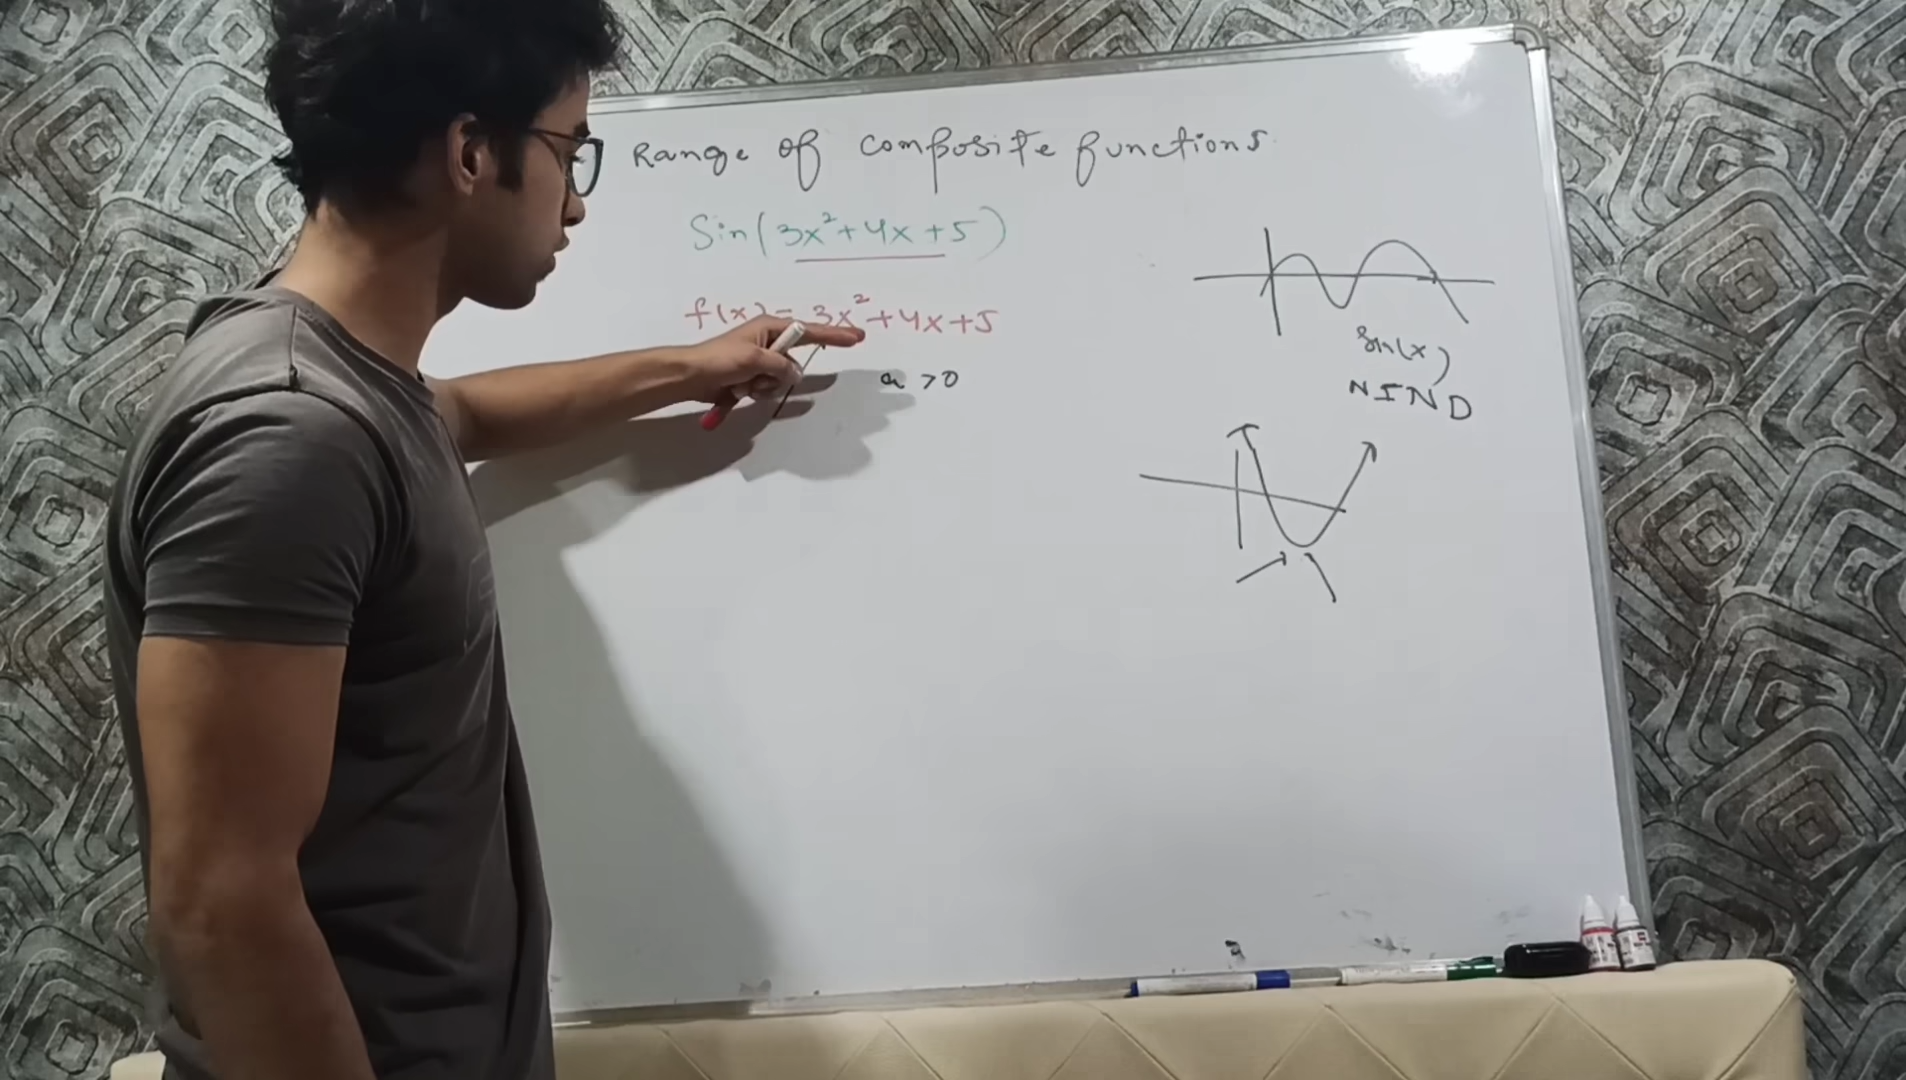 Range of composite functions.
Sin(3x²+4x+5)
f(x)= 3x²+4x+5
a >0
Sin(x)
NIND